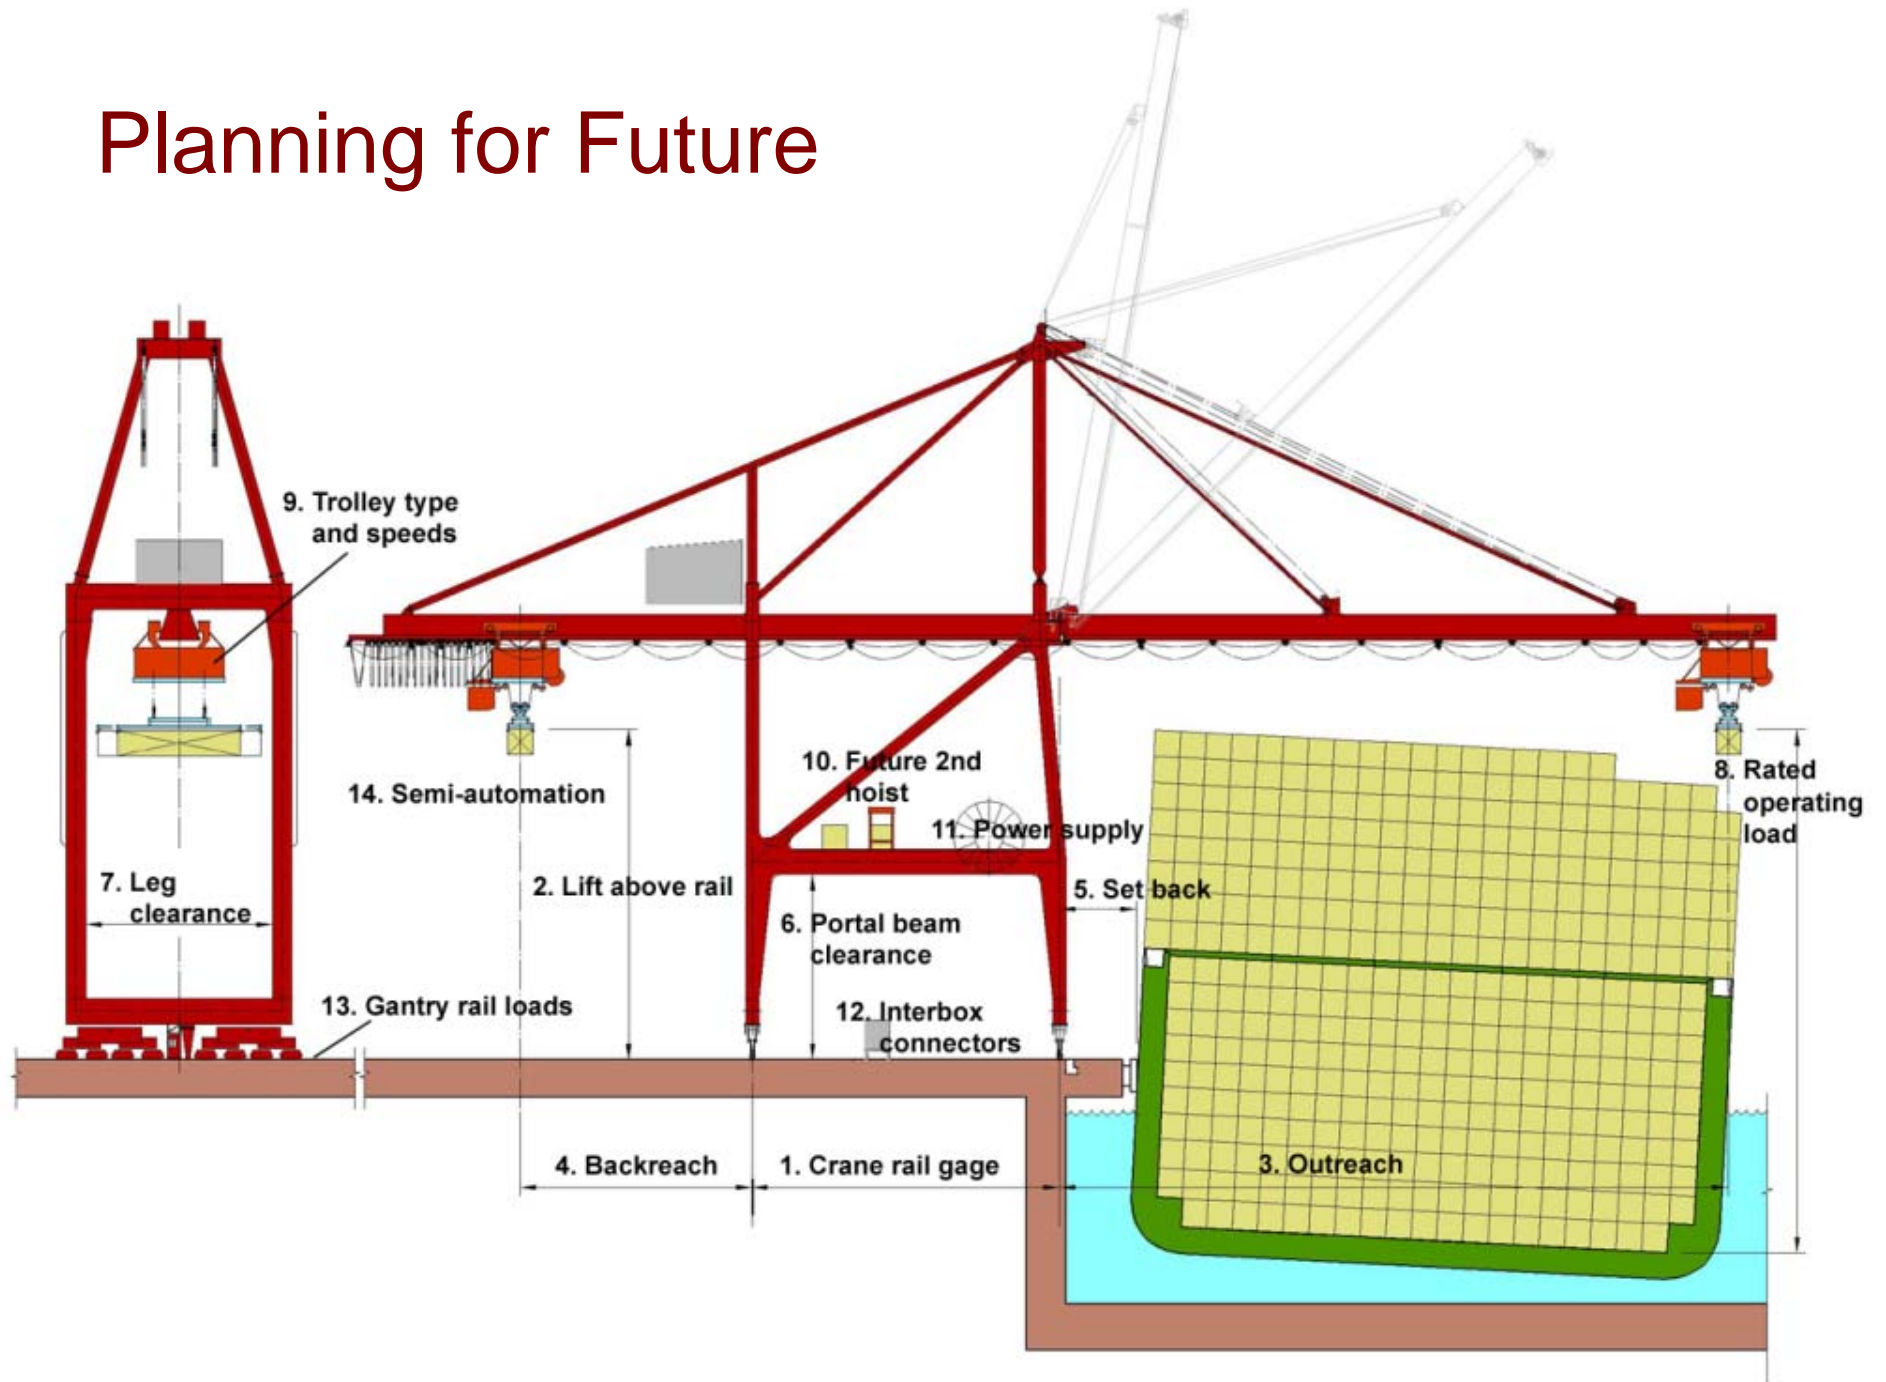 Planning for Future
9. Trolley type
and speeds
10. Future 2nd
hoist
14. Semi-automation
8. Rated
operating
load
11. Power supply
7. Leg
clearance
2. Lift above rail
5. Set back
6. Portal beam
clearance
13. Gantry rail loads
12. Interbox
connectors
4. Backreach
1. Crane rail gage
3. Outreach